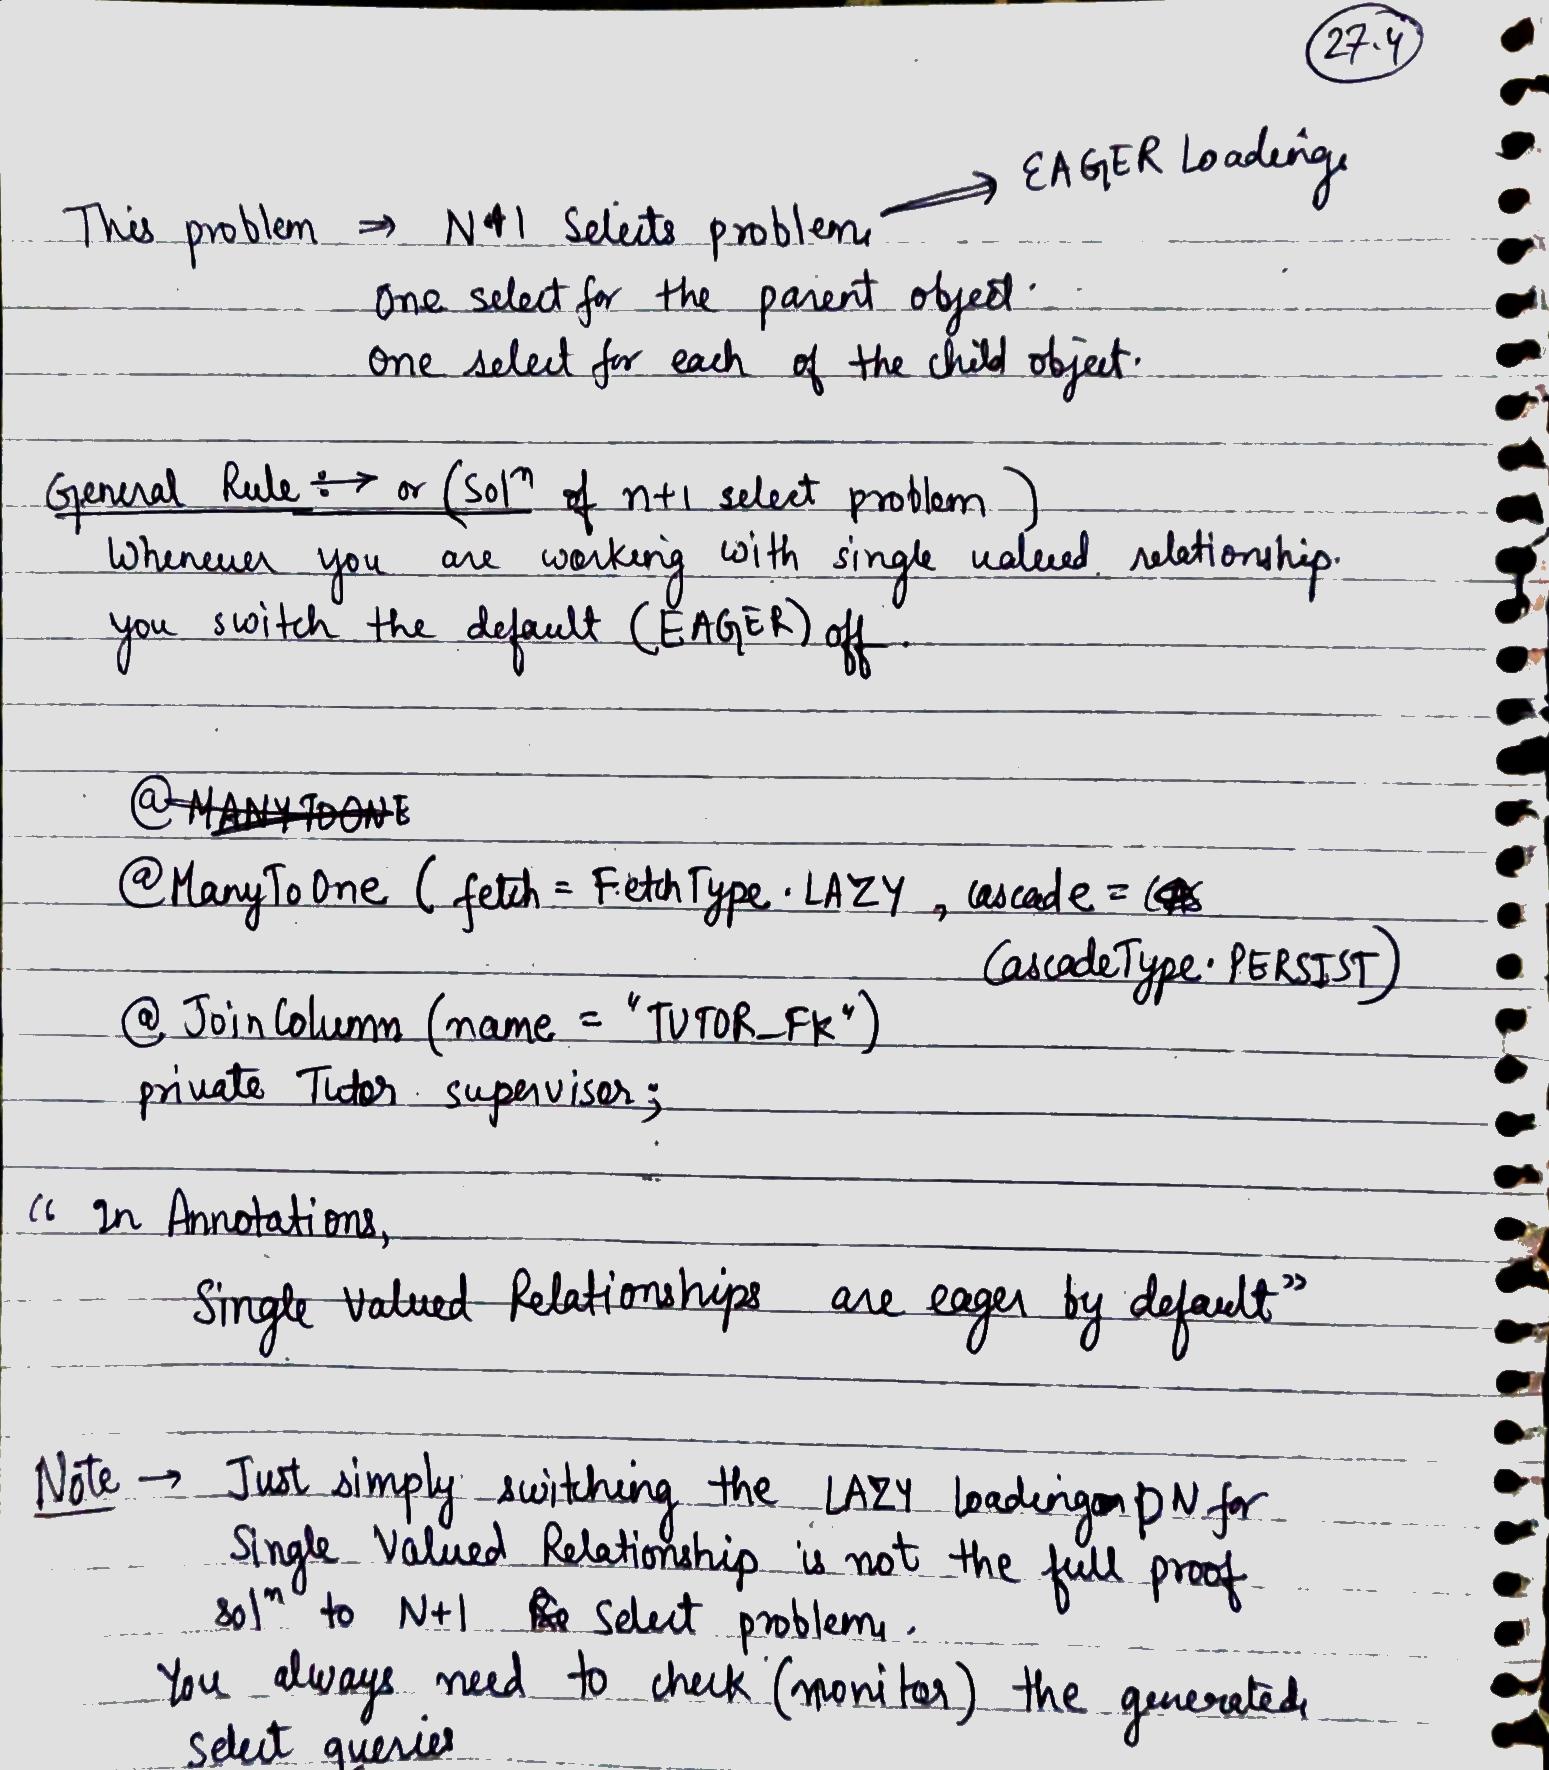 27.4
EAGER Loading
This problem ⇒ N+1 Selects problem
One select for the parent object.
One select for each of the child object.
General Rule ÷→ or (Solⁿ of n+1 select problem)
Whenever you are working with single valued relationship.
you switch the default (EAGER) off.
@MANYTOONE
@ManyToOne (fetch = FetchType.LAZY, cascade =
CascadeType.PERSIST)
@JoinColumn (name = "TUTOR_FK")
private Tutor supervisor;
"In Annotations,
Single Valued Relationships are eager by default"
Note → Just simply switching the LAZY loading ON for
Single Valued Relationship is not the full proof
solⁿ to N+1 Select problem.
You always need to check (monitor) the generated
select queries